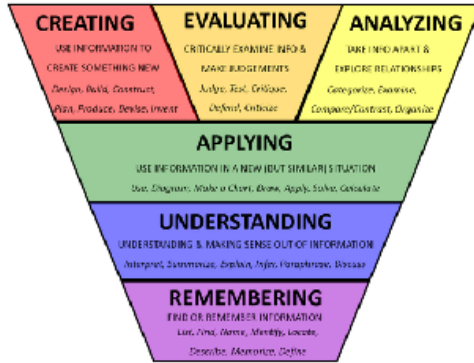 CREATING
USE INFORMATION TO
CREATE SOMETHING NEW
Design, Build, Construct,
Plan, Produce, Devise, Invent
EVALUATING
CRITICALLY EXAMINE INFO &
MAKE JUDGEMENTS
Judge, Test, Critique,
Defend, Criticize
ANALYZING
TAKE INFO APART &
EXPLORE RELATIONSHIPS
Categorize, Examine,
Compare/Contrast, Organize
APPLYING
USE INFORMATION IN A NEW (BUT SIMILAR) SITUATION
Use, Diagram, Make a Chart, Draw, Apply, Solve, Calculate
UNDERSTANDING
UNDERSTANDING & MAKING SENSE OUT OF INFORMATION
Interpret, Summarize, Explain, Infer, Paraphrase, Discuss
REMEMBERING
FIND OR REMEMBER INFORMATION
List, Find, Name, Identify, Locate,
Describe, Memorize, Define